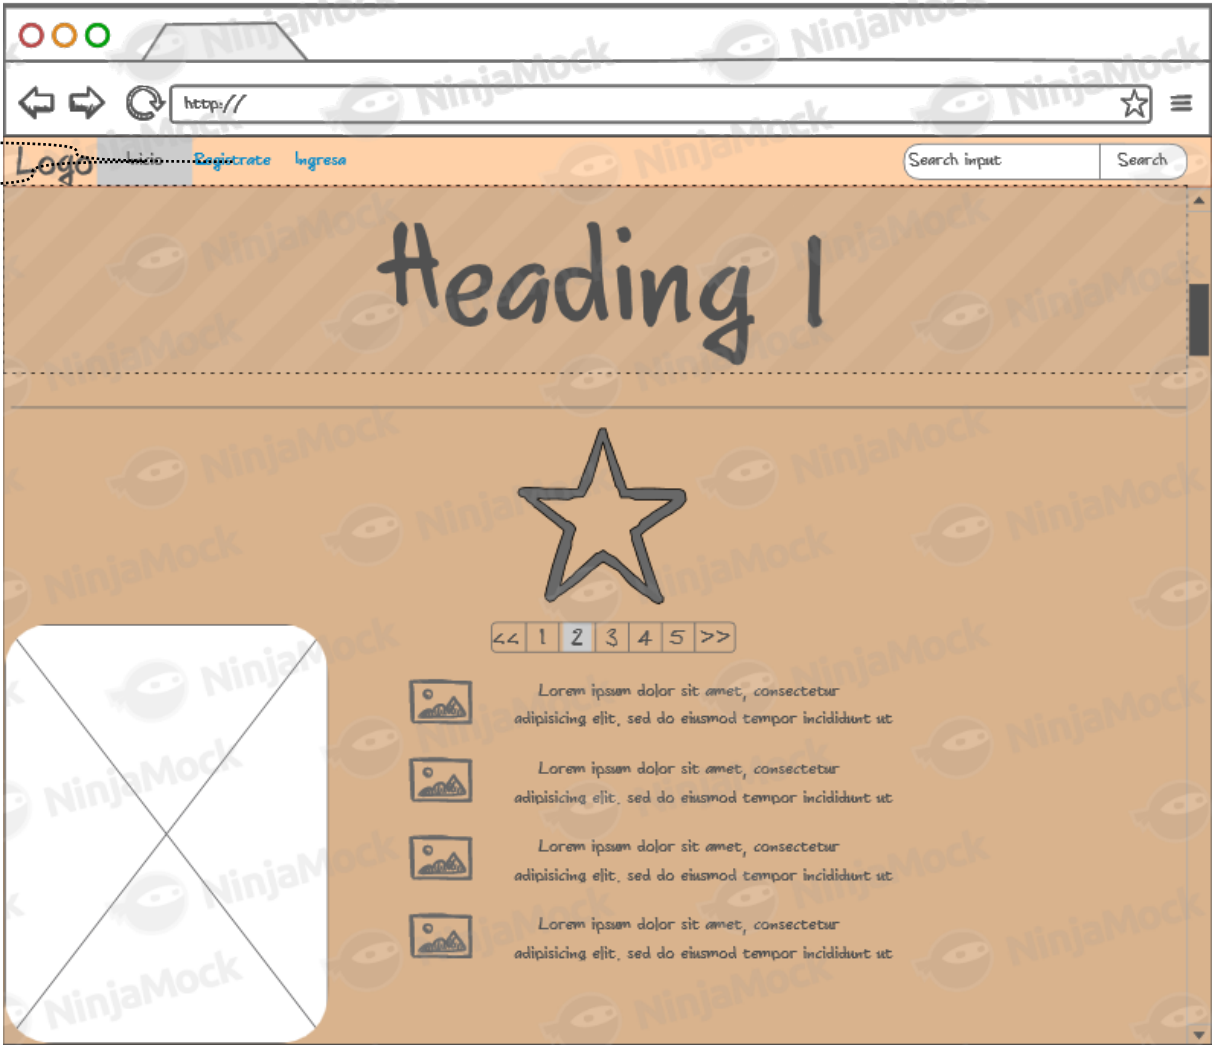 http://
Logo Inicio Registrate Ingresa Search input Search
Heading 1
<< 1 2 3 4 5 >>
Lorem ipsum dolor sit amet, consectetur
adipisicing elit, sed do eiusmod tempor incididunt ut
Lorem ipsum dolor sit amet, consectetur
adipisicing elit, sed do eiusmod tempor incididunt ut
Lorem ipsum dolor sit amet, consectetur
adipisicing elit, sed do eiusmod tempor incididunt ut
Lorem ipsum dolor sit amet, consectetur
adipisicing elit, sed do eiusmod tempor incididunt ut
NinjaMock